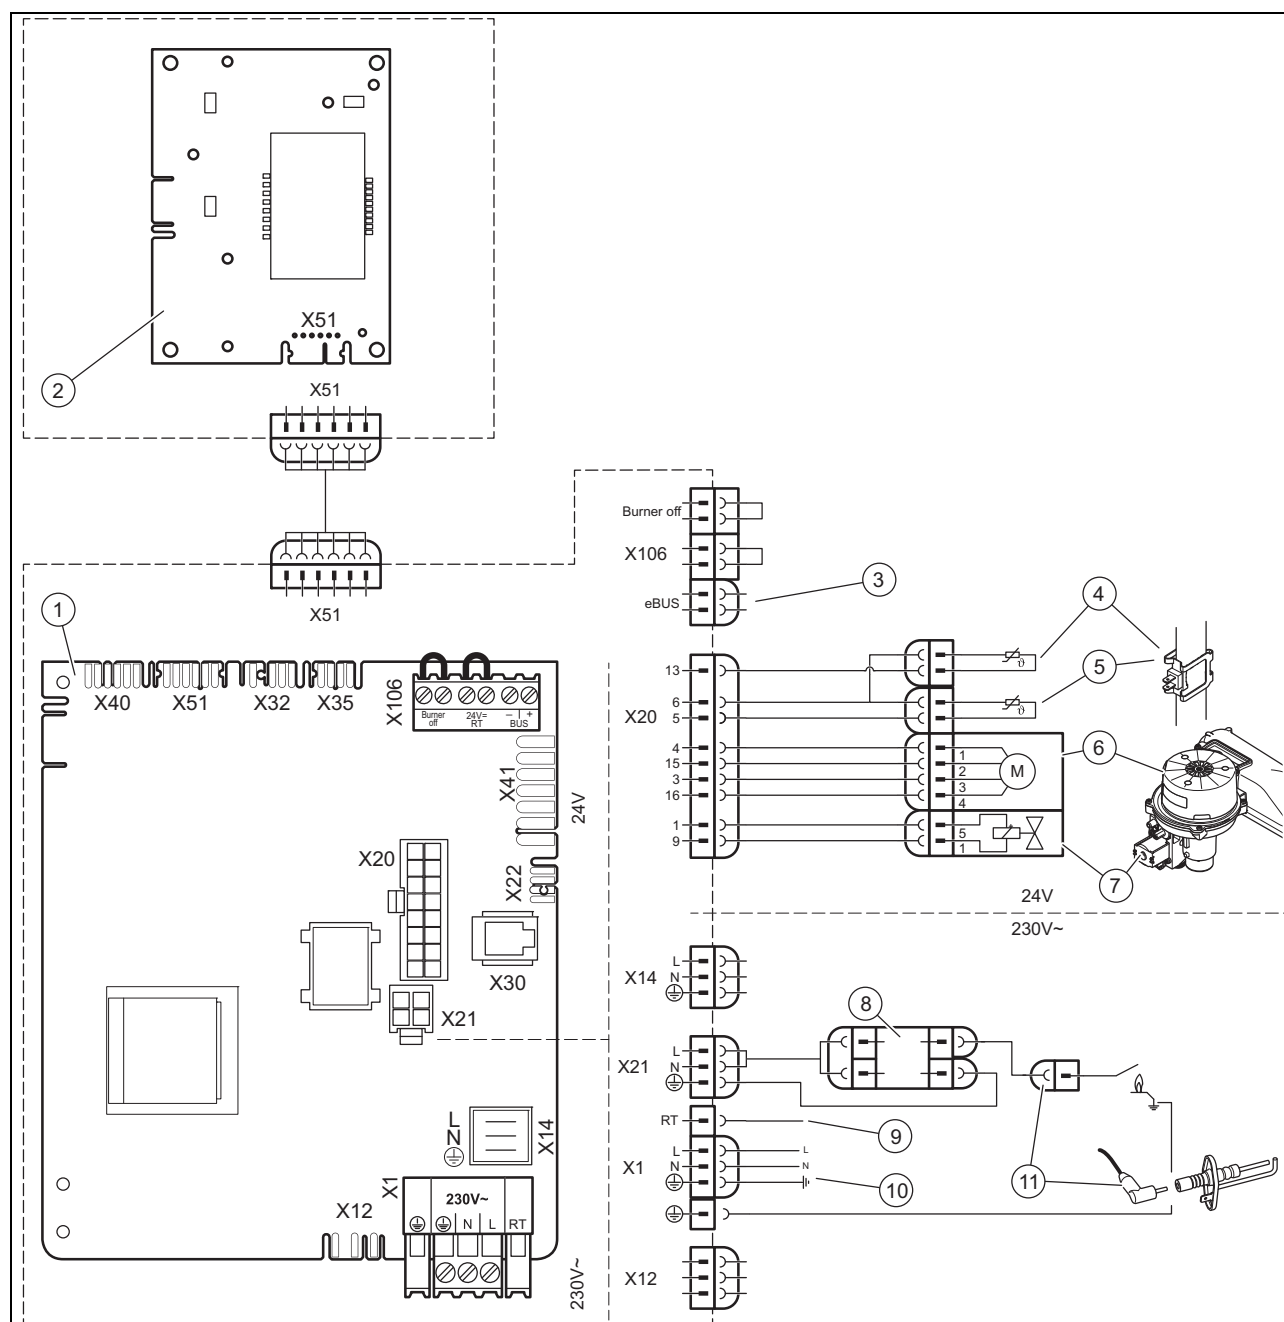 X51
2
X51
X51
1
X40
X51
X32
X35
X106
Burner off
24V= RT
– | + BUS
X41
24V
X20
X22
X30
X21
L
N
X14
X1
230V~
N
L
RT
X12
230V~
Burner off
X106
eBUS
3
4
5
13
X20
6
5
4
15
3
16
1
9
1
2
3
4
M
5
1
6
7
24V
230V~
X14
L
N
8
X21
L
N
RT
9
X1
L
N
L
N
10
11
X12